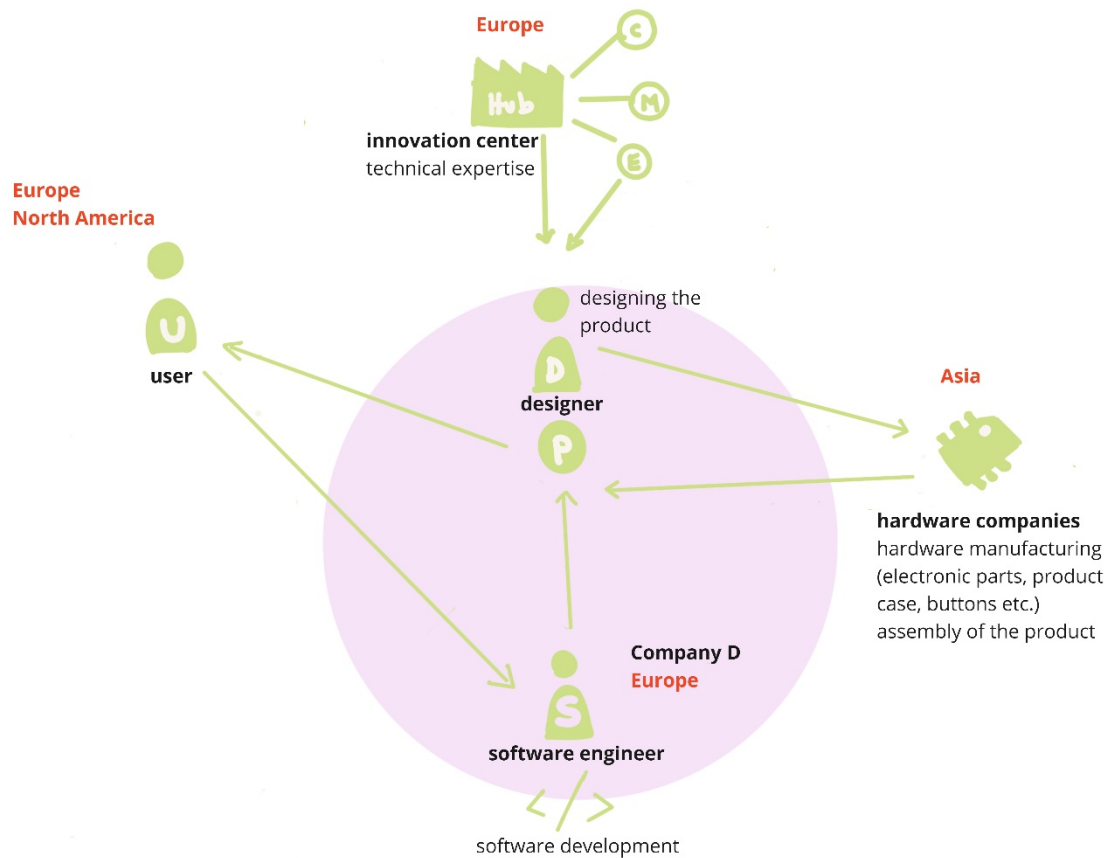 Europe
C
Hub
M
innovation center
technical expertise
E
Europe
North America
U
user
designing the
product
D
designer
P
Asia
hardware companies
hardware manufacturing
(electronic parts, product
case, buttons etc.)
assembly of the product
Company D
Europe
S
software engineer
< / >
software development